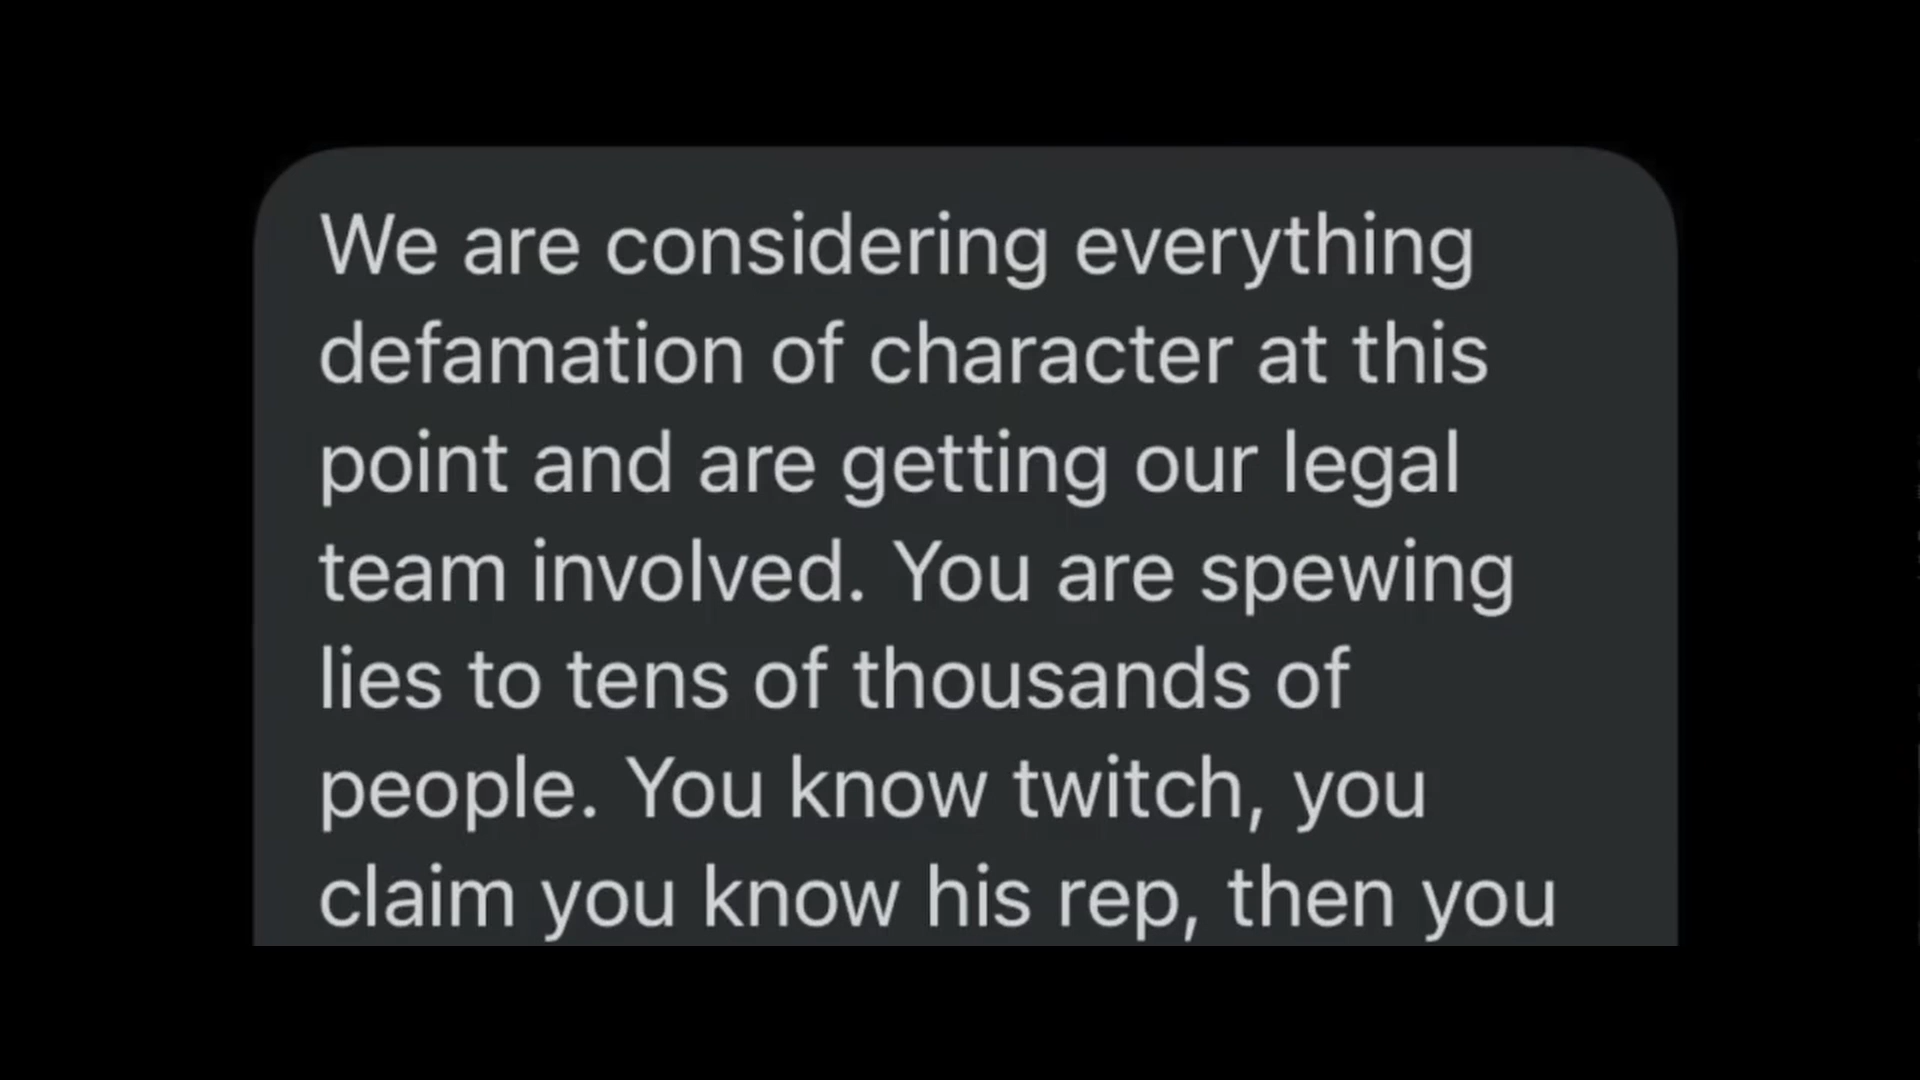 We are considering everything
defamation of character at this
point and are getting our legal
team involved. You are spewing
lies to tens of thousands of
people. You know twitch, you
claim you know his rep, then you